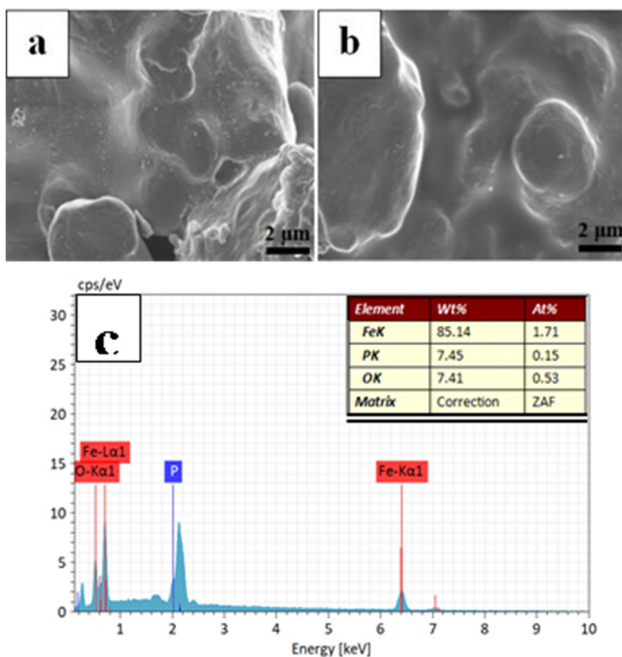 a
b
2 µm
2 µm
cps/eV
c
Element Wt% At%
FeK 85.14 1.71
PK 7.45 0.15
OK 7.41 0.53
Matrix Correction ZAF
30
25
20
15
10
5
0
Fe-Lα1
O-Kα1
P
Fe-Kα1
1 2 3 4 5 6 7 8 9 10
Energy [keV]